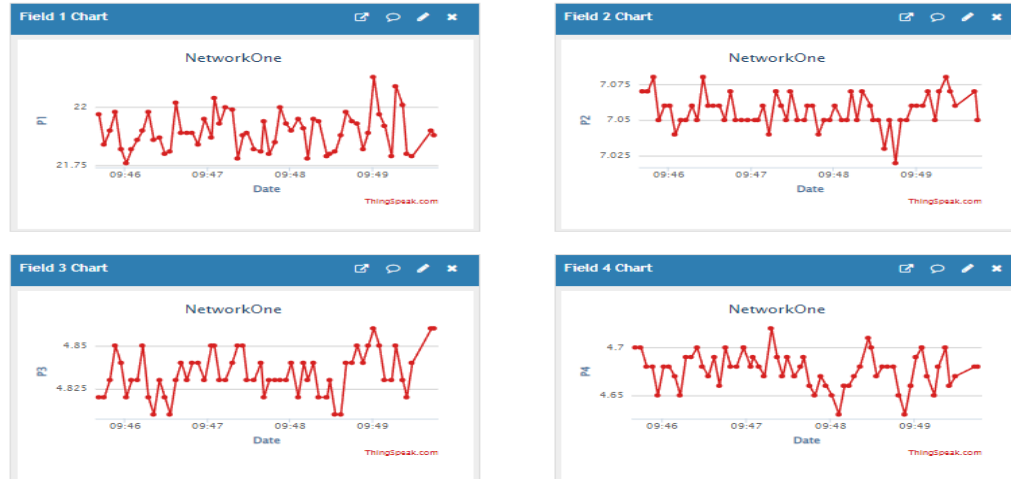 Field 1 Chart
NetworkOne
P1
22
21.75
09:46 09:47 09:48 09:49
Date
ThingSpeak.com
Field 2 Chart
NetworkOne
P2
7.075
7.05
7.025
09:46 09:47 09:48 09:49
Date
ThingSpeak.com
Field 3 Chart
NetworkOne
P3
4.85
4.825
09:46 09:47 09:48 09:49
Date
ThingSpeak.com
Field 4 Chart
NetworkOne
P4
4.7
4.65
09:46 09:47 09:48 09:49
Date
ThingSpeak.com